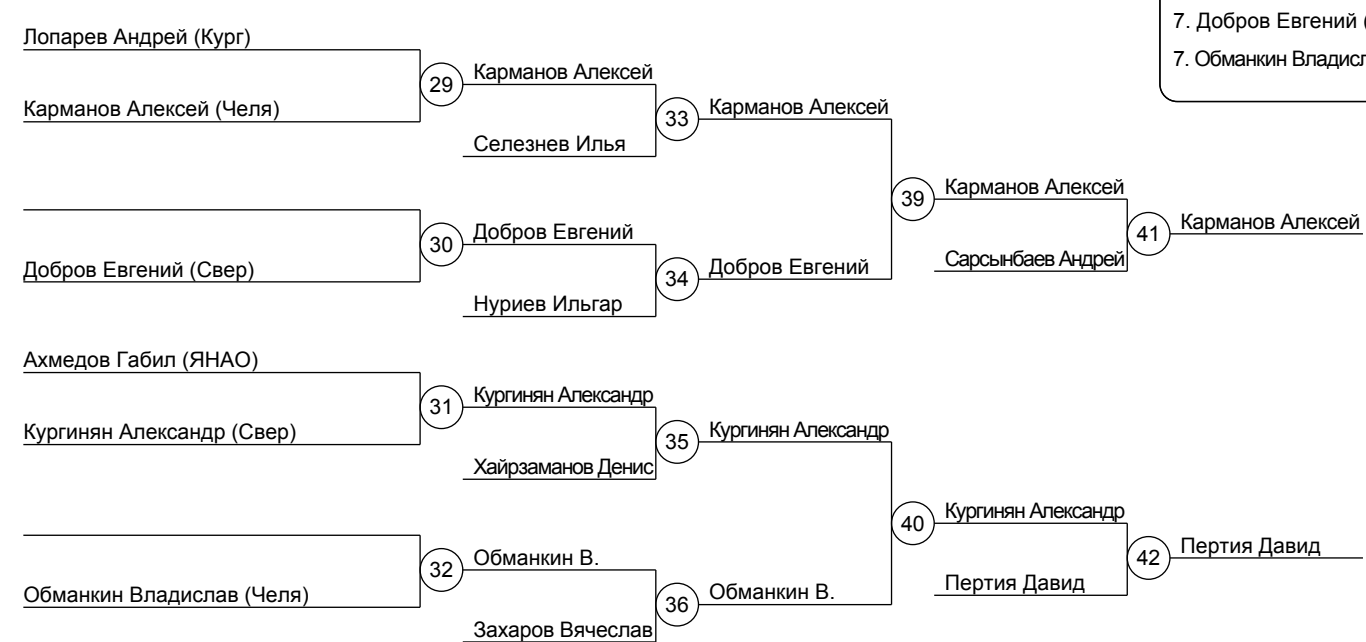 7. Добров Евгений (
7. Обманкин Владисл
Лопарев Андрей (Кург)
29
Карманов Алексей
Карманов Алексей (Челя)
33
Карманов Алексей
Селезнев Илья
39
Карманов Алексей
30
Добров Евгений
Добров Евгений (Свер)
34
Добров Евгений
Нуриев Ильгар
Сарсынбаев Андрей
41
Карманов Алексей
Ахмедов Габил (ЯНАО)
31
Кургинян Александр
Кургинян Александр (Свер)
35
Кургинян Александр
Хайрзаманов Денис
40
Кургинян Александр
32
Обманкин В.
Обманкин Владислав (Челя)
36
Обманкин В.
Захаров Вячеслав
Пертия Давид
42
Пертия Давид